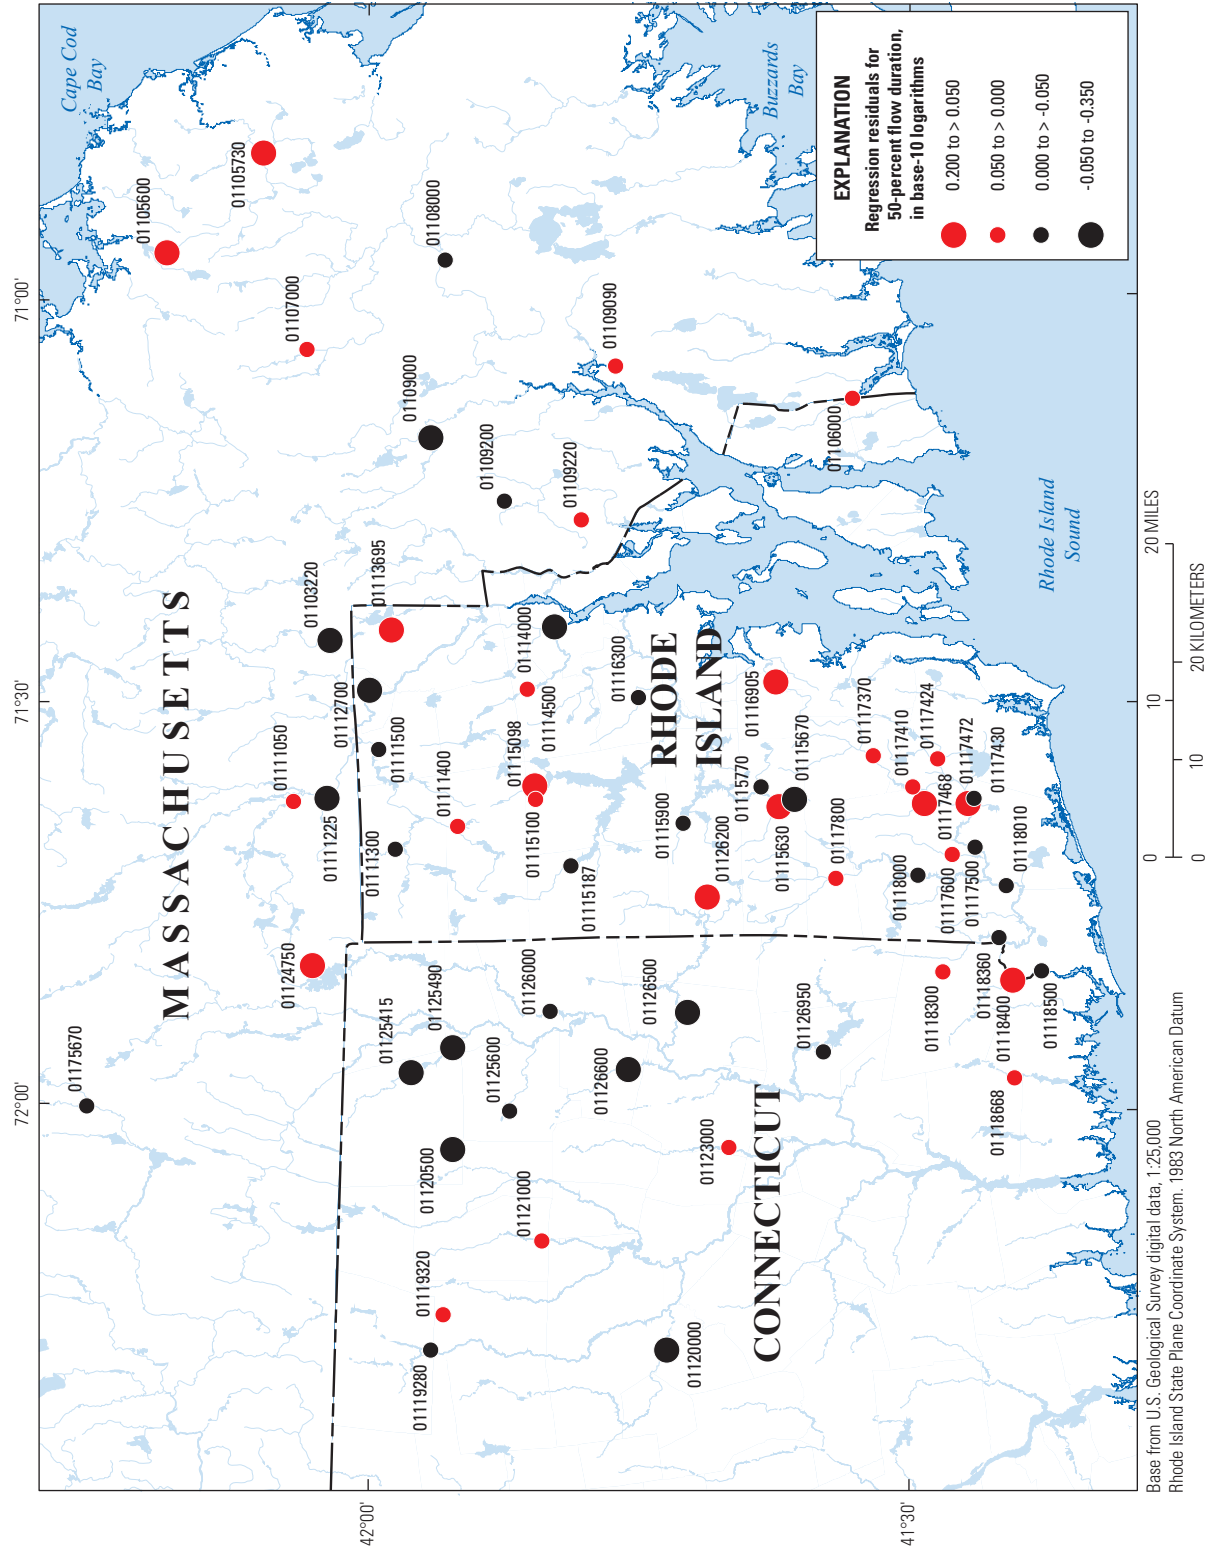 Cape Cod
Bay
01105600
01105730
01107000
01108000
71°00'
01109000
01109090
Buzzards
Bay
01109200
01109220
01106000
EXPLANATION
Regression residuals for
50-percent flow duration,
in base-10 logarithms
0.200 to > 0.050
0.050 to > 0.000
0.000 to > -0.050
-0.050 to -0.350
Rhode Island
Sound
MASSACHUSETTS
71°30'
01103220
01113695
01112700
01111050
01111500
01111225
01111300
01111400
01114000
01114500
01115098
01115100
01115187
01116300
RHODE
ISLAND
01116905
01115670
01115770
01115900
01115630
01126200
01117800
01117370
01117410
01117424
01117472
01117430
01117468
01118000
01117600
01117500
01118010
01124750
01175670
72°00'
01125415
01125490
01126000
01125600
01126500
01126600
01126950
01118300
01118360
01118400
01118500
01118668
01120500
01121000
01123000
CONNECTICUT
01119320
01119280
01120000
42°00'
41°30'
0 10 20 MILES
0 10 20 KILOMETERS
Base from U.S. Geological Survey digital data, 1:25,000
Rhode Island State Plane Coordinate System. 1983 North American Datum